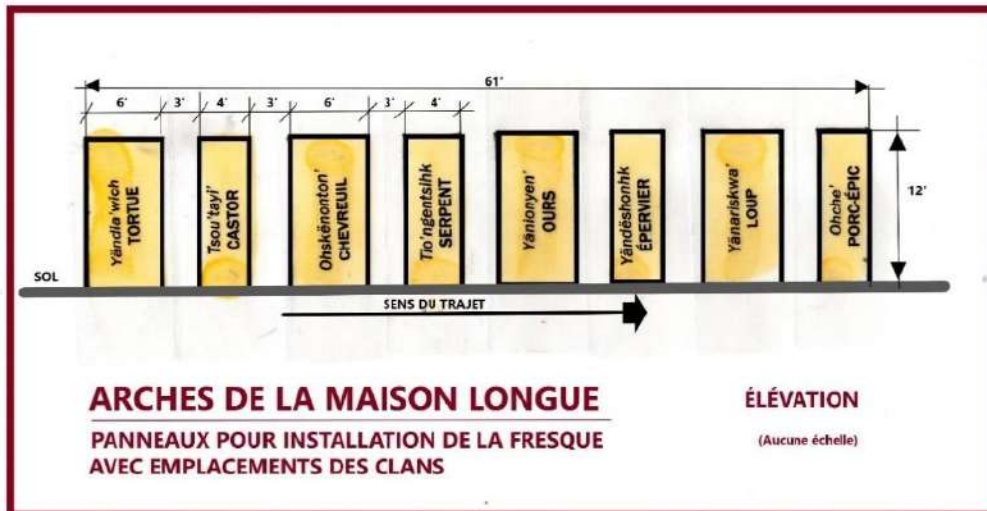 61'
6' 3' 4' 3' 6' 3' 4'
12'
Yändia'wich
TORTUE
Tsou'tayi'
CASTOR
Ohskënonton'
CHEVREUIL
Tio'ngentsihk
SERPENT
Yänionyen'
OURS
Yändëshonhk
ÉPERVIER
Yänariskwa'
LOUP
Ohche'
PORC-ÉPIC
SOL
SENS DU TRAJET
ARCHES DE LA MAISON LONGUE
PANNEAUX POUR INSTALLATION DE LA FRESQUE
AVEC EMPLACEMENTS DES CLANS
ÉLÉVATION
(Aucune échelle)